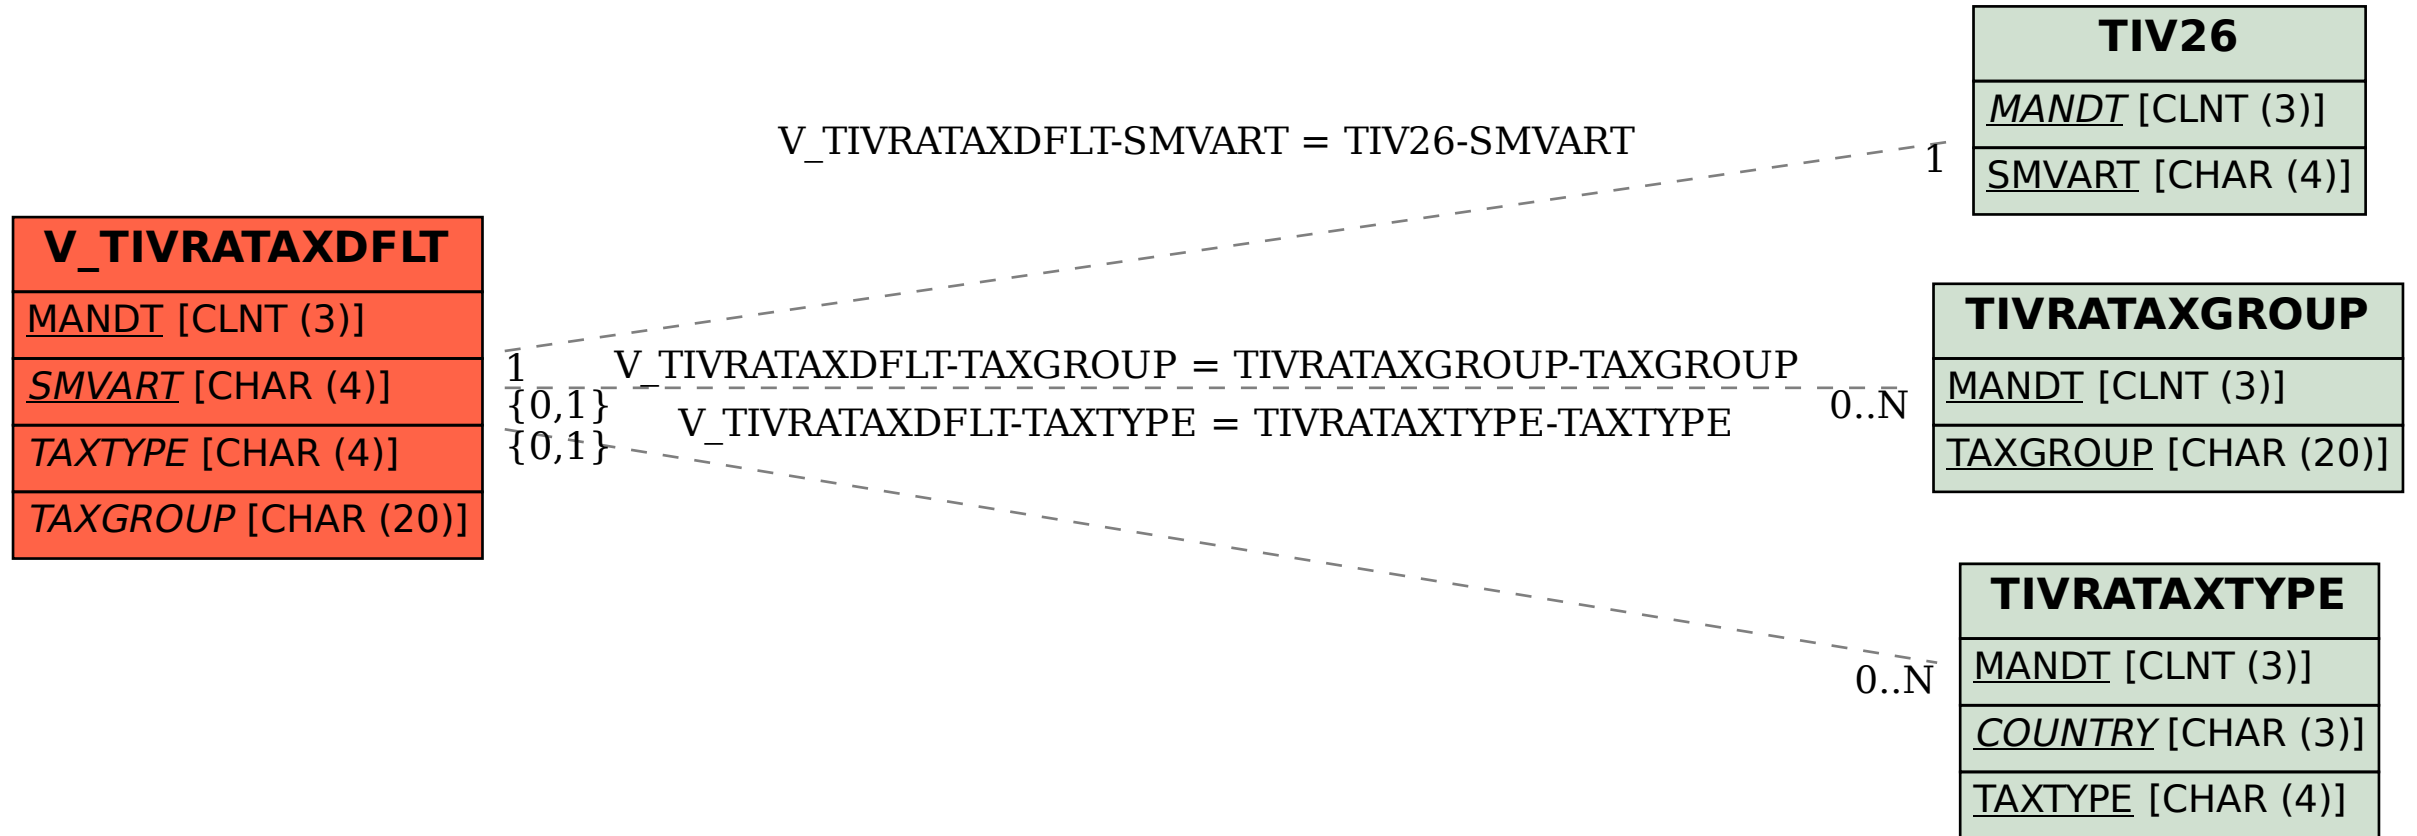 V_TIVRATAXDFLT
MANDT [CLNT (3)]
SMVART [CHAR (4)]
TAXTYPE [CHAR (4)]
TAXGROUP [CHAR (20)]
V_TIVRATAXDFLT-SMVART = TIV26-SMVART
1
1
V_TIVRATAXDFLT-TAXGROUP = TIVRATAXGROUP-TAXGROUP
{0,1}
0..N
V_TIVRATAXDFLT-TAXTYPE = TIVRATAXTYPE-TAXTYPE
{0,1}
0..N
TIV26
MANDT [CLNT (3)]
SMVART [CHAR (4)]
TIVRATAXGROUP
MANDT [CLNT (3)]
TAXGROUP [CHAR (20)]
TIVRATAXTYPE
MANDT [CLNT (3)]
COUNTRY [CHAR (3)]
TAXTYPE [CHAR (4)]